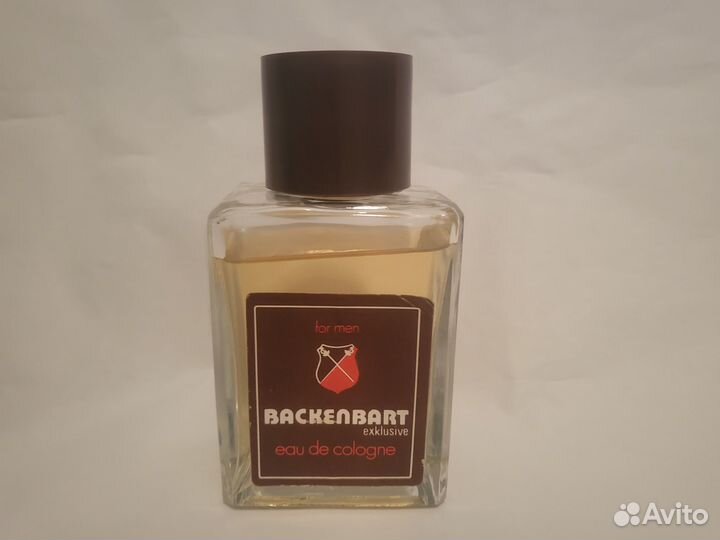 for men
BACKENBART
exklusive
eau de cologne
Avito